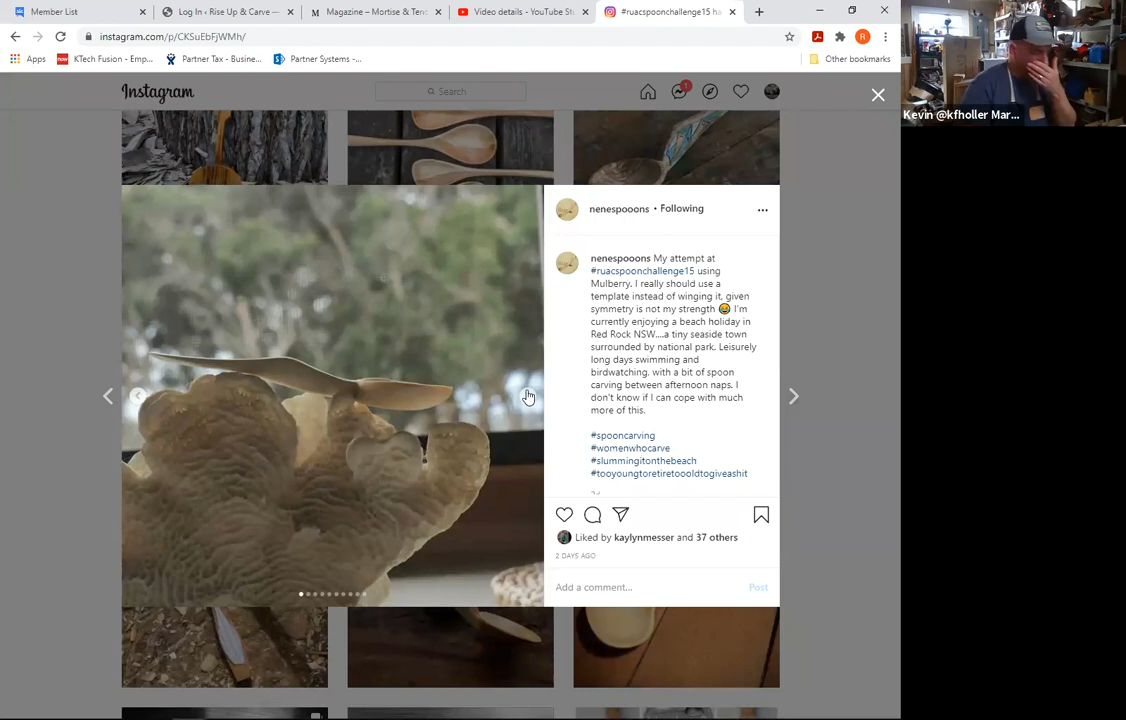 Member List
Log In ‹ Rise Up & Carve —
Magazine – Mortise & Tenc
Video details - YouTube St
#ruacspoonchallenge15 ha
instagram.com/p/CKSuEbFjWMh/
Apps
now
KTech Fusion - Emp...
Partner Tax - Busine...
Partner Systems -...
Other bookmarks
R
Kevin @kfholler Mar...
Instagram
Search
1
nenespooons • Following
nenespooons My attempt at
#ruacspoonchallenge15 using
Mulberry. I really should use a
template instead of winging it, given
symmetry is not my strength 😂 I'm
currently enjoying a beach holiday in
Red Rock NSW....a tiny seaside town
surrounded by national park. Leisurely
long days swimming and
birdwatching, with a bit of spoon
carving between afternoon naps. I
don't know if I can cope with much
more of this.
#spooncarving
#womenwhocarve
#slummingitonthebeach
#tooyoungtoretiretoooldtogiveashit
Liked by kaylynmesser and 37 others
2 DAYS AGO
Add a comment...
Post